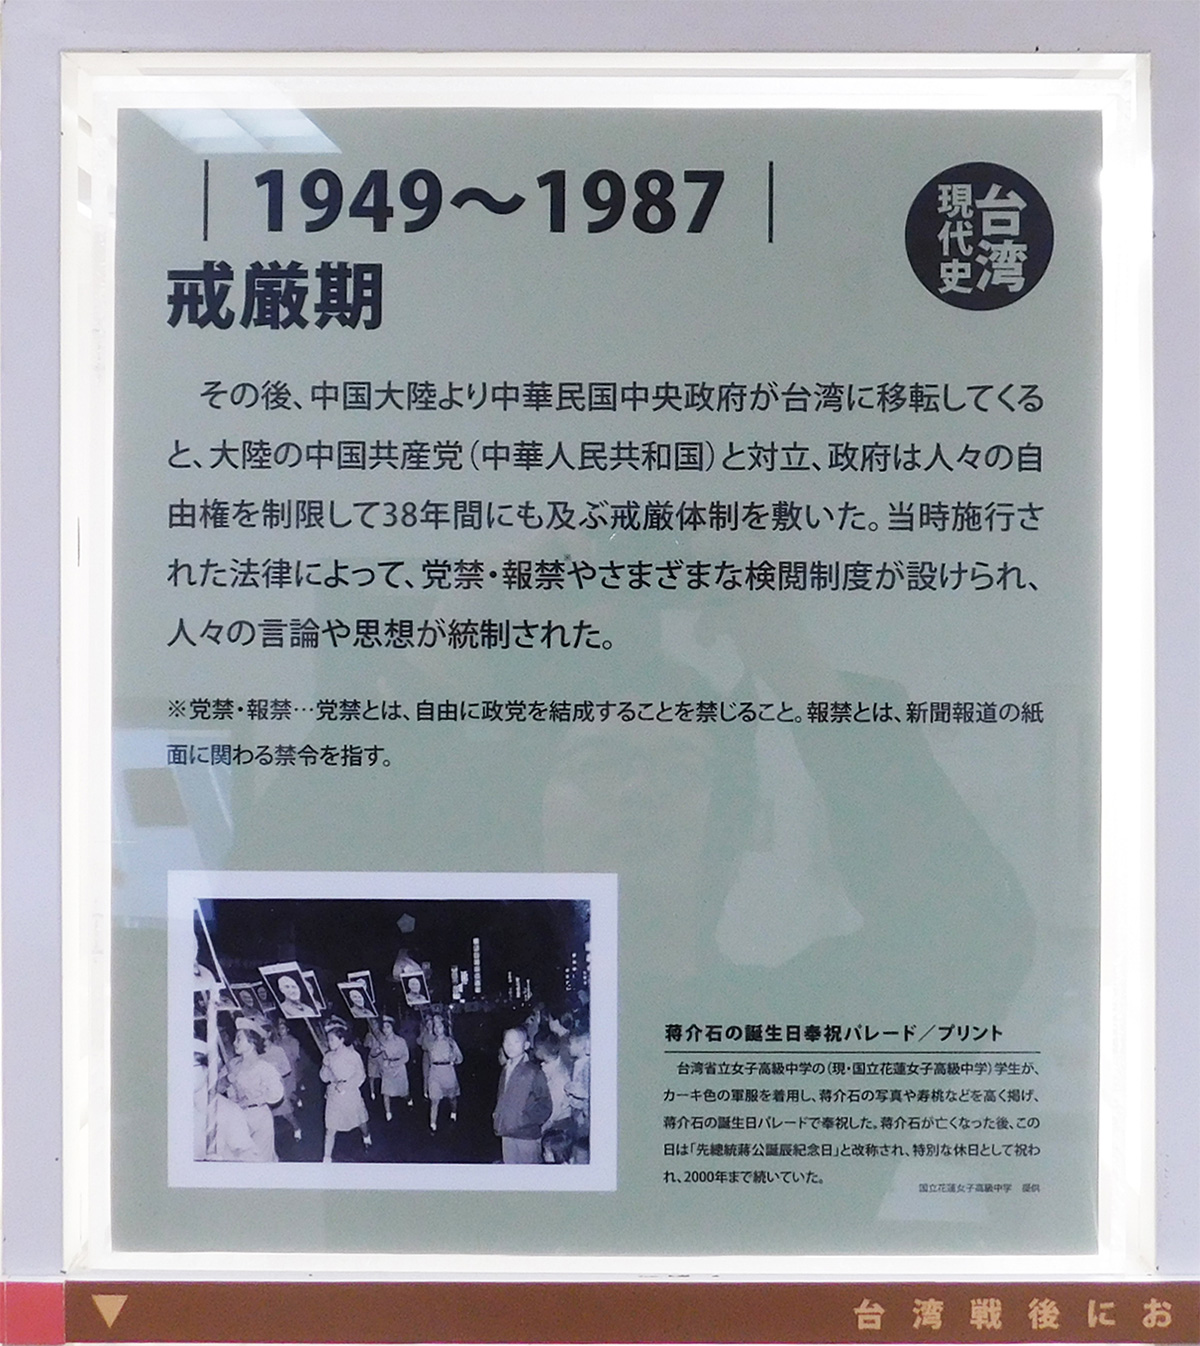 ｜1949～1987｜
台湾
現代史
戒厳期
　その後、中国大陸より中華民国中央政府が台湾に移転してくる
と、大陸の中国共産党（中華人民共和国）と対立、政府は人々の自
由権を制限して38年間にも及ぶ戒厳体制を敷いた。当時施行さ
れた法律によって、党禁・報禁※やさまざまな検閲制度が設けられ、
人々の言論や思想が統制された。
※党禁・報禁…党禁とは、自由に政党を結成することを禁じること。報禁とは、新聞報道の紙
面に関わる禁令を指す。
蒋介石の誕生日奉祝パレード／プリント
　台湾省立女子高級中学の（現・国立花蓮女子高級中学）学生が、
カーキ色の軍服を着用し、蒋介石の写真や寿桃などを高く掲げ、
蒋介石の誕生日パレードで奉祝した。蒋介石が亡くなった後、この
日は「先總統蔣公誕辰紀念日」と改称され、特別な休日として祝わ
れ、2000年まで続いていた。
国立花蓮女子高級中学　提供
台湾戦後にお